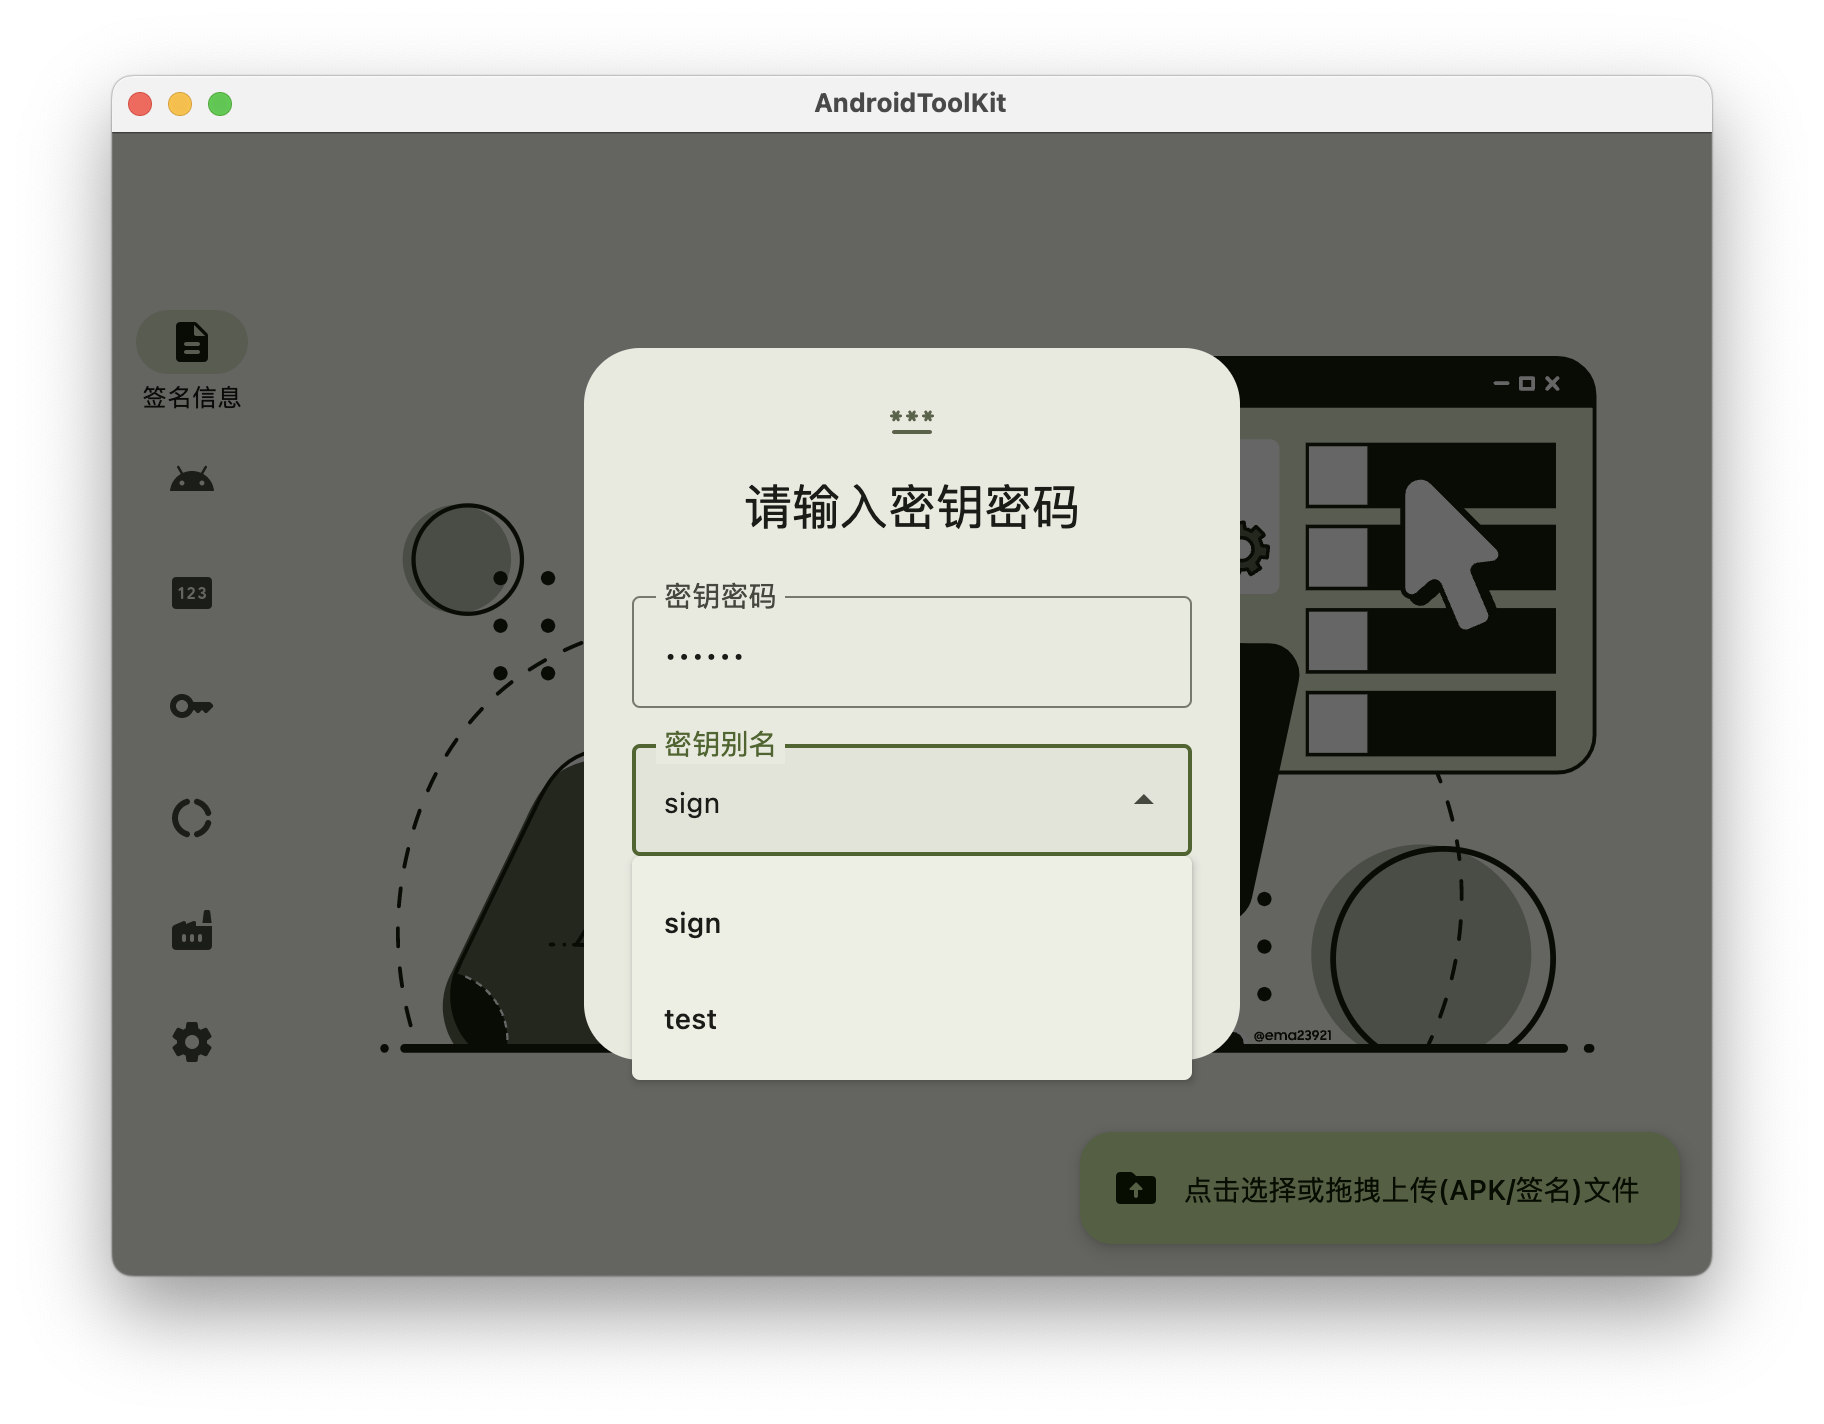 AndroidToolKit
签名信息
123
***
请输入密钥密码
密钥密码
••••••
密钥别名
sign
sign
test
@ema23921
点击选择或拖拽上传(APK/签名)文件